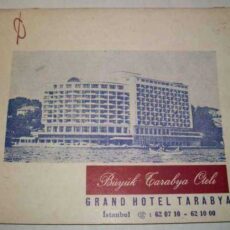 Büyük Tarabya Oteli
GRAND HOTEL TARABYA
İstanbul ☎ : 62 07 10 - 62 10 00